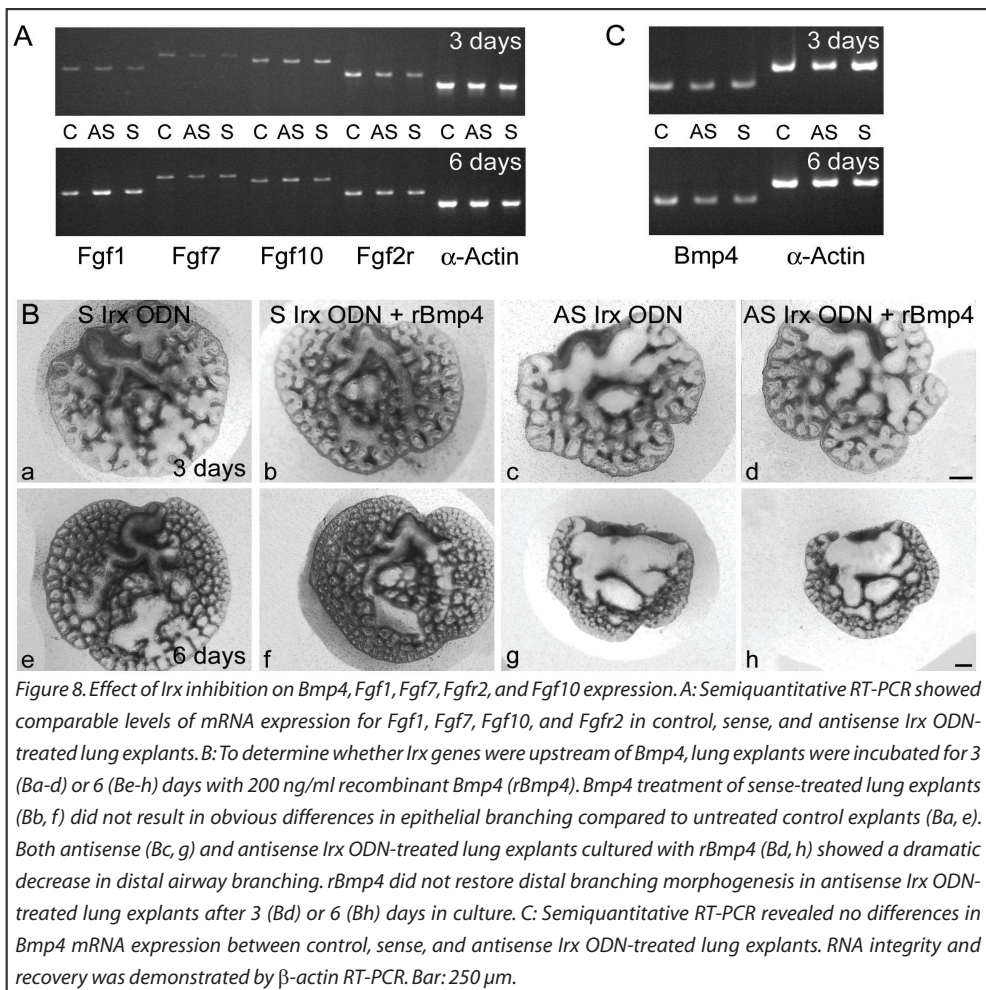 A
3 days
C AS S C AS S C AS S C AS S C AS S
6 days
Fgf1 Fgf7 Fgf10 Fgf2r α-Actin
C
3 days
C AS S C AS S
6 days
Bmp4 α-Actin
B
S Irx ODN
S Irx ODN + rBmp4
AS Irx ODN
AS Irx ODN + rBmp4
a 3 days
b
c
d
e 6 days
f
g
h
Figure 8. Effect of Irx inhibition on Bmp4, Fgf1, Fgf7, Fgfr2, and Fgf10 expression. A: Semiquantitative RT-PCR showed
comparable levels of mRNA expression for Fgf1, Fgf7, Fgf10, and Fgfr2 in control, sense, and antisense Irx ODN-
treated lung explants. B: To determine whether Irx genes were upstream of Bmp4, lung explants were incubated for 3
(Ba-d) or 6 (Be-h) days with 200 ng/ml recombinant Bmp4 (rBmp4). Bmp4 treatment of sense-treated lung explants
(Bb, f) did not result in obvious differences in epithelial branching compared to untreated control explants (Ba, e).
Both antisense (Bc, g) and antisense Irx ODN-treated lung explants cultured with rBmp4 (Bd, h) showed a dramatic
decrease in distal airway branching. rBmp4 did not restore distal branching morphogenesis in antisense Irx ODN-
treated lung explants after 3 (Bd) or 6 (Bh) days in culture. C: Semiquantitative RT-PCR revealed no differences in
Bmp4 mRNA expression between control, sense, and antisense Irx ODN-treated lung explants. RNA integrity and
recovery was demonstrated by β-actin RT-PCR. Bar: 250 µm.